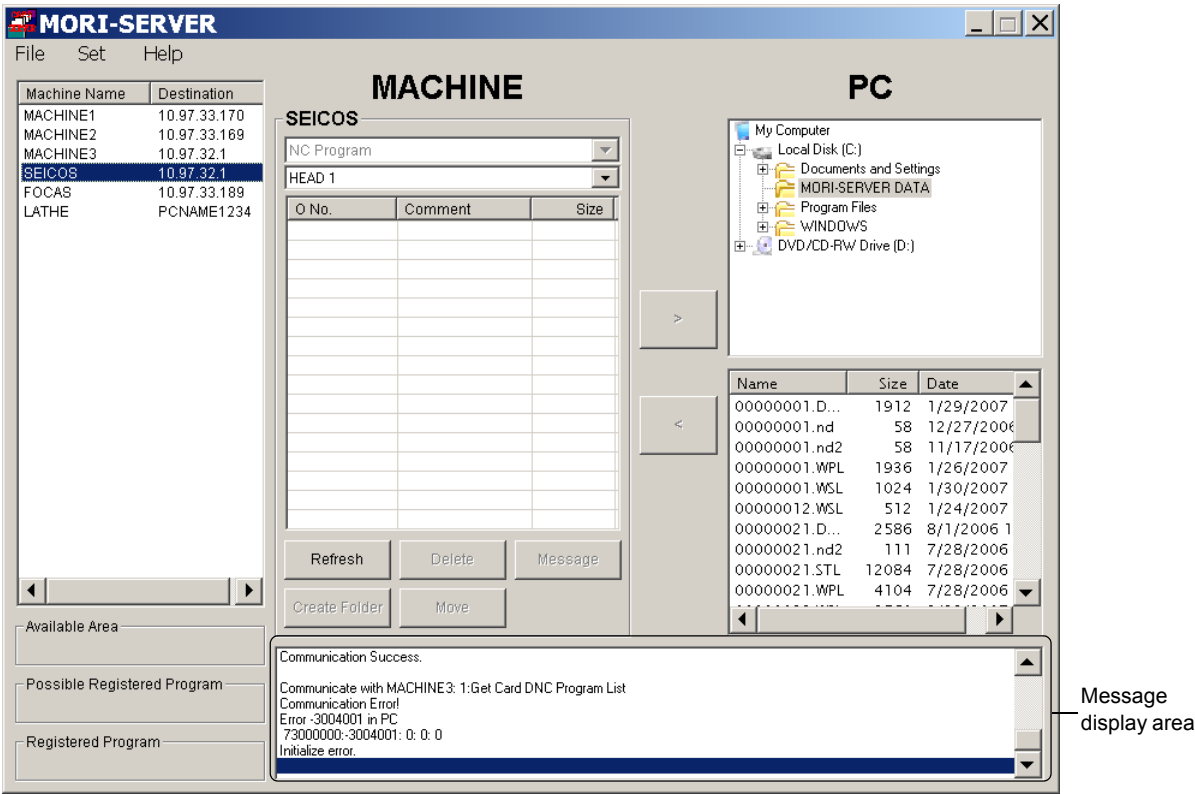 MORI-SERVER
File Set Help
MACHINE
PC
Machine Name Destination
MACHINE1 10.97.33.170
MACHINE2 10.97.33.169
MACHINE3 10.97.32.1
SEICOS 10.97.32.1
FOCAS 10.97.33.189
LATHE PCNAME1234
SEICOS
NC Program
HEAD 1
O No. Comment Size
Refresh Delete Message
Create Folder Move
>
<
My Computer
Local Disk (C:)
Documents and Settings
MORI-SERVER DATA
Program Files
WINDOWS
DVD/CD-RW Drive (D:)
Name Size Date
00000001.D... 1912 1/29/2007
00000001.nd 58 12/27/2006
00000001.nd2 58 11/17/2006
00000001.WPL 1936 1/26/2007
00000001.WSL 1024 1/30/2007
00000012.WSL 512 1/24/2007
00000021.D... 2586 8/1/2006 1
00000021.nd2 111 7/28/2006
00000021.STL 12084 7/28/2006
00000021.WPL 4104 7/28/2006
Available Area
Possible Registered Program
Registered Program
Communication Success.
Communicate with MACHINE3: 1:Get Card DNC Program List
Communication Error!
Error -3004001 in PC
73000000:-3004001: 0: 0: 0
Initialize error.
Message
display area